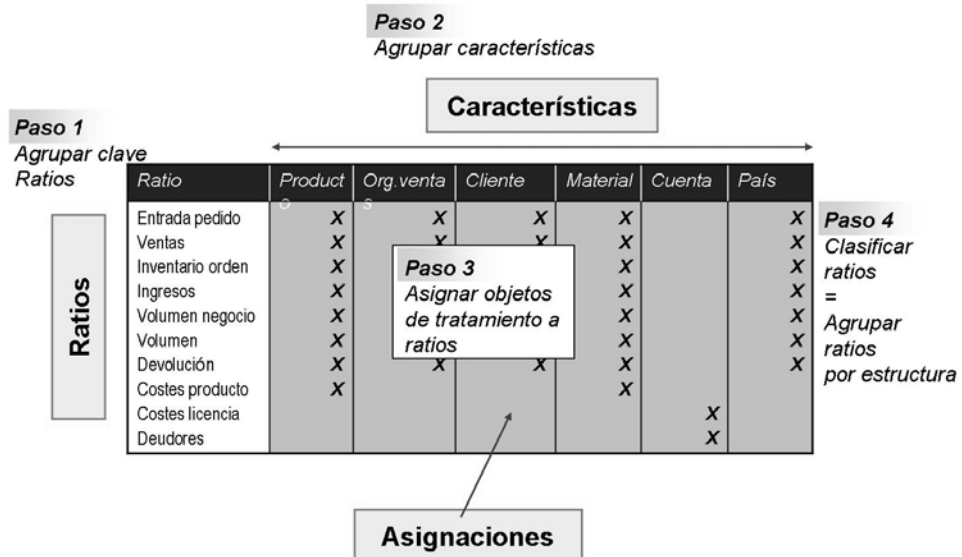 Paso 2
Agrupar características
Características
Paso 1
Agrupar clave
Ratios
Ratio Producto Org.ventas Cliente Material Cuenta País
Entrada pedido X X X X X
Ventas X X X X X
Inventario orden X X X
Ingresos X X X
Volumen negocio X X X
Volumen X X X
Devolución X X X X X
Costes producto X X
Costes licencia X
Deudores X
Ratios
Paso 3
Asignar objetos
de tratamiento a
ratios
Paso 4
Clasificar
ratios
=
Agrupar
ratios
por estructura
Asignaciones